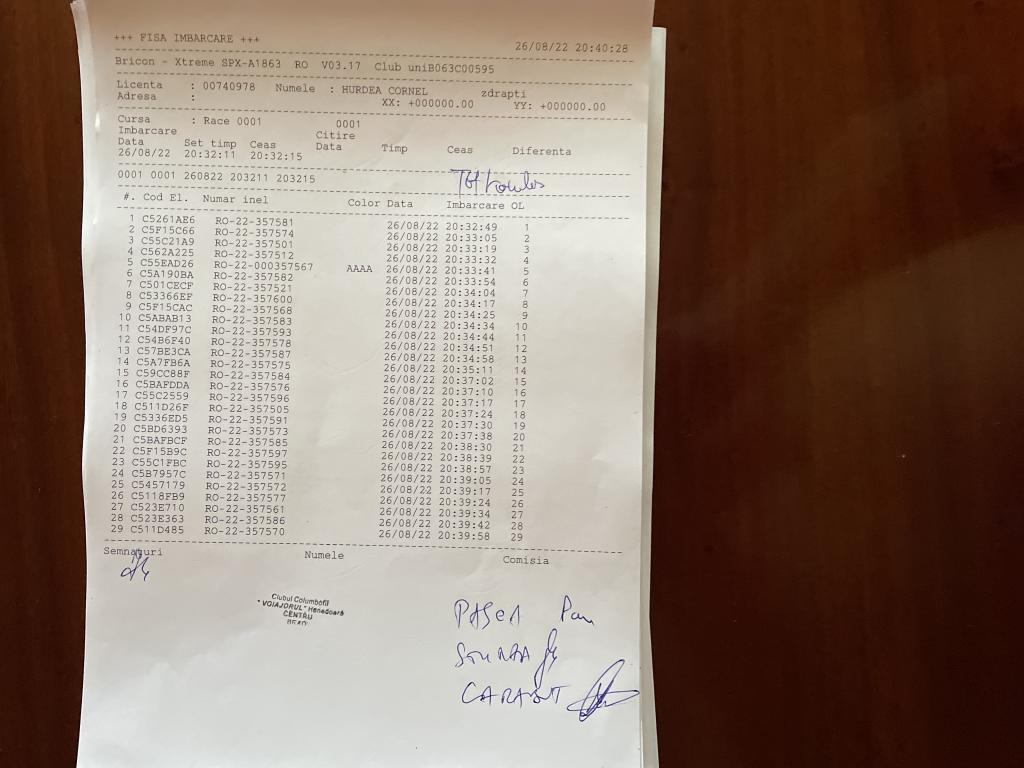 +++ FISA IMBARCARE +++ 26/08/22 20:40:28
Bricon - Xtreme SPX-A1863 RO V03.17 Club uniB063C00595
Licenta : 00740978 Numele : HURDEA CORNEL zdrapti
Adresa : XX: +000000.00 YY: +000000.00
Cursa : Race 0001 0001
Imbarcare Citire
Data Set timp Ceas Data Timp Ceas Diferenta
26/08/22 20:32:11 20:32:15
0001 0001 260822 203211 203215
#. Cod El. Numar inel Color Data Imbarcare OL
1 C5261AE6 RO-22-357581 26/08/22 20:32:49 1
2 C5F15C66 RO-22-357574 26/08/22 20:33:05 2
3 C55C21A9 RO-22-357501 26/08/22 20:33:19 3
4 C562A225 RO-22-357512 26/08/22 20:33:32 4
5 C55EAD26 RO-22-000357567 AAAA 26/08/22 20:33:41 5
6 C5A190BA RO-22-357582 26/08/22 20:33:54 6
7 C501CECF RO-22-357521 26/08/22 20:34:04 7
8 C53366EF RO-22-357600 26/08/22 20:34:17 8
9 C5F15CAC RO-22-357568 26/08/22 20:34:25 9
10 C5ABAB13 RO-22-357583 26/08/22 20:34:34 10
11 C54DF97C RO-22-357593 26/08/22 20:34:44 11
12 C54B6F40 RO-22-357578 26/08/22 20:34:51 12
13 C57BE3CA RO-22-357587 26/08/22 20:34:58 13
14 C5A7FB6A RO-22-357575 26/08/22 20:35:11 14
15 C59CC88F RO-22-357584 26/08/22 20:37:02 15
16 C5BAFDDA RO-22-357576 26/08/22 20:37:10 16
17 C55C2559 RO-22-357596 26/08/22 20:37:17 17
18 C511D26F RO-22-357505 26/08/22 20:37:24 18
19 C5336ED5 RO-22-357591 26/08/22 20:37:30 19
20 C5BD6393 RO-22-357573 26/08/22 20:37:38 20
21 C5BAFBCF RO-22-357585 26/08/22 20:38:30 21
22 C5F15B9C RO-22-357597 26/08/22 20:38:39 22
23 C55C1FBC RO-22-357595 26/08/22 20:38:57 23
24 C5B7957C RO-22-357571 26/08/22 20:39:05 24
25 C5457179 RO-22-357572 26/08/22 20:39:17 25
26 C5118FB9 RO-22-357577 26/08/22 20:39:24 26
27 C523E710 RO-22-357561 26/08/22 20:39:34 27
28 C523E363 RO-22-357586 26/08/22 20:39:42 28
29 C511D485 RO-22-357570 26/08/22 20:39:58 29
Semnaturi Numele Comisia
Clubul Columbofil
"VOIAJORUL" Hunedoara
CENTRU
BRAD
PASCA